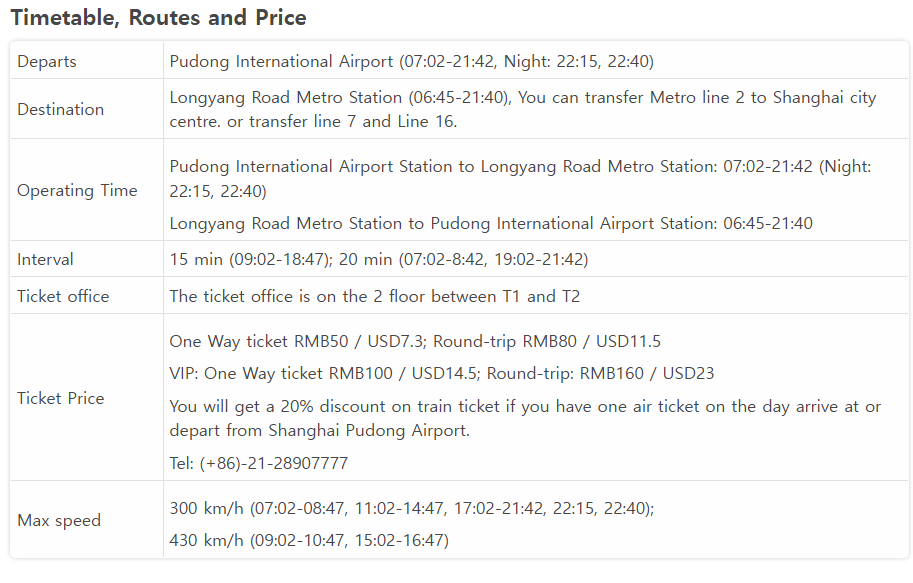 Timetable, Routes and Price
Departs
Pudong International Airport (07:02-21:42, Night: 22:15, 22:40)
Destination
Longyang Road Metro Station (06:45-21:40), You can transfer Metro line 2 to Shanghai city
centre. or transfer line 7 and Line 16.
Operating Time
Pudong International Airport Station to Longyang Road Metro Station: 07:02-21:42 (Night:
22:15, 22:40)
Longyang Road Metro Station to Pudong International Airport Station: 06:45-21:40
Interval
15 min (09:02-18:47); 20 min (07:02-8:42, 19:02-21:42)
Ticket office
The ticket office is on the 2 floor between T1 and T2
Ticket Price
One Way ticket RMB50 / USD7.3; Round-trip RMB80 / USD11.5
VIP: One Way ticket RMB100 / USD14.5; Round-trip: RMB160 / USD23
You will get a 20% discount on train ticket if you have one air ticket on the day arrive at or
depart from Shanghai Pudong Airport.
Tel: (+86)-21-28907777
Max speed
300 km/h (07:02-08:47, 11:02-14:47, 17:02-21:42, 22:15, 22:40);
430 km/h (09:02-10:47, 15:02-16:47)